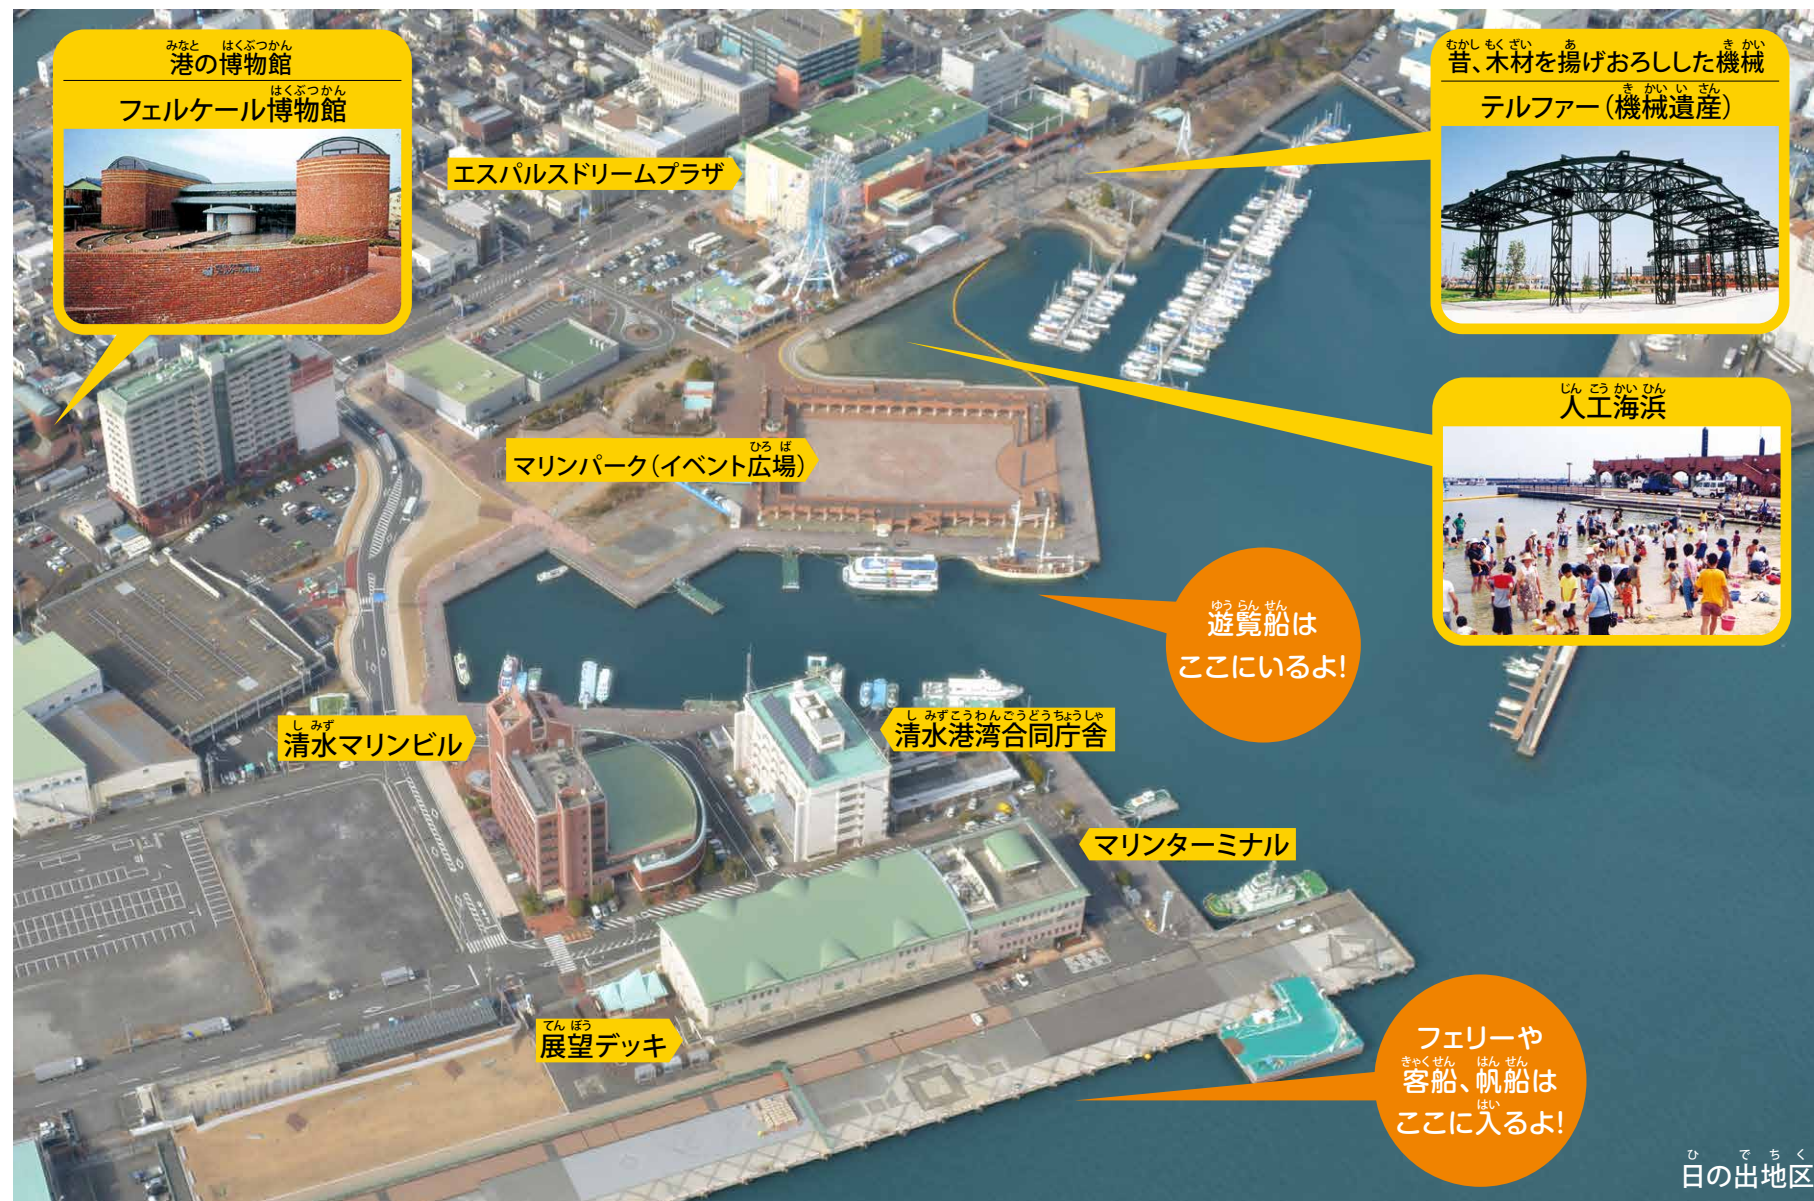 みなと はくぶつかん
港の博物館
はくぶつかん
フェルケール博物館
エスパルスドリームプラザ
むかし もくざい あ き かい
昔、木材を揚げおろしした機械
き かい い さん
テルファー(機械遺産)
じん こう かい ひん
人工海浜
ひろ ば
マリンパーク(イベント広場)
ゆう らん せん
遊覧船は
ここにいるよ!
し みず
清水マリンビル
し みずこうわんごうどうちょうしゃ
清水港湾合同庁舎
マリンターミナル
てん ぼう
展望デッキ
フェリーや
きゃくせん はん せん
客船、帆船は
はい
ここに入るよ!
ひ で ち く
日の出地区